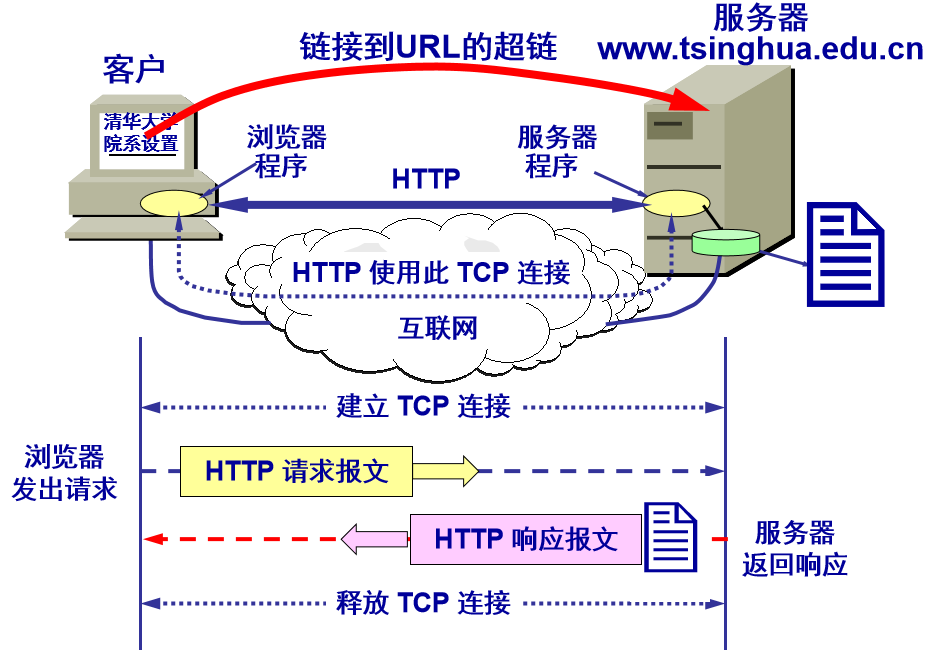 服务器
www.tsinghua.edu.cn
链接到URL的超链
客户
清华大学
院系设置
浏览器
程序
服务器
程序
HTTP
HTTP 使用此 TCP 连接
互联网
建立 TCP 连接
浏览器
发出请求
HTTP 请求报文
HTTP 响应报文
服务器
返回响应
释放 TCP 连接